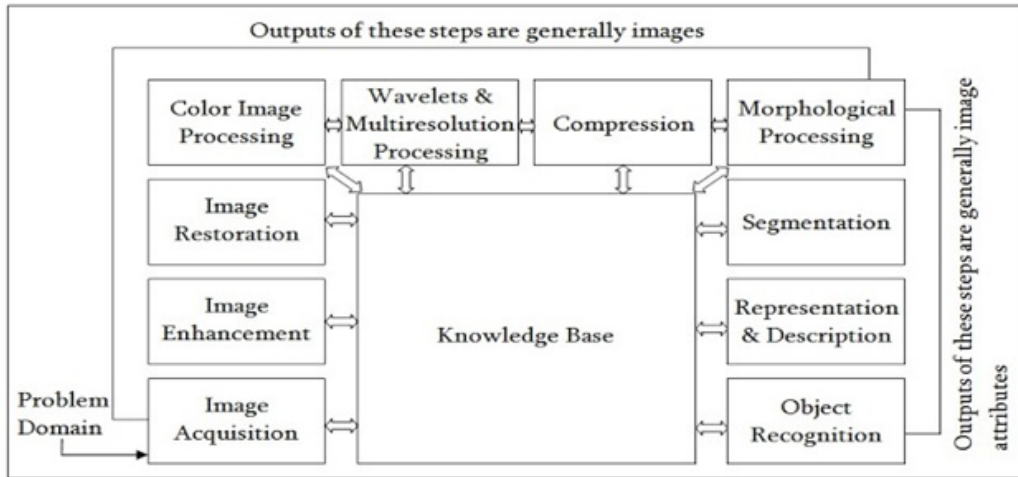 Outputs of these steps are generally images
Color Image
Processing
Wavelets &
Multiresolution
Processing
Compression
Morphological
Processing
Image
Restoration
Segmentation
Image
Enhancement
Knowledge Base
Representation
& Description
Problem
Domain
Image
Acquisition
Object
Recognition
Outputs of these steps are generally image
attributes